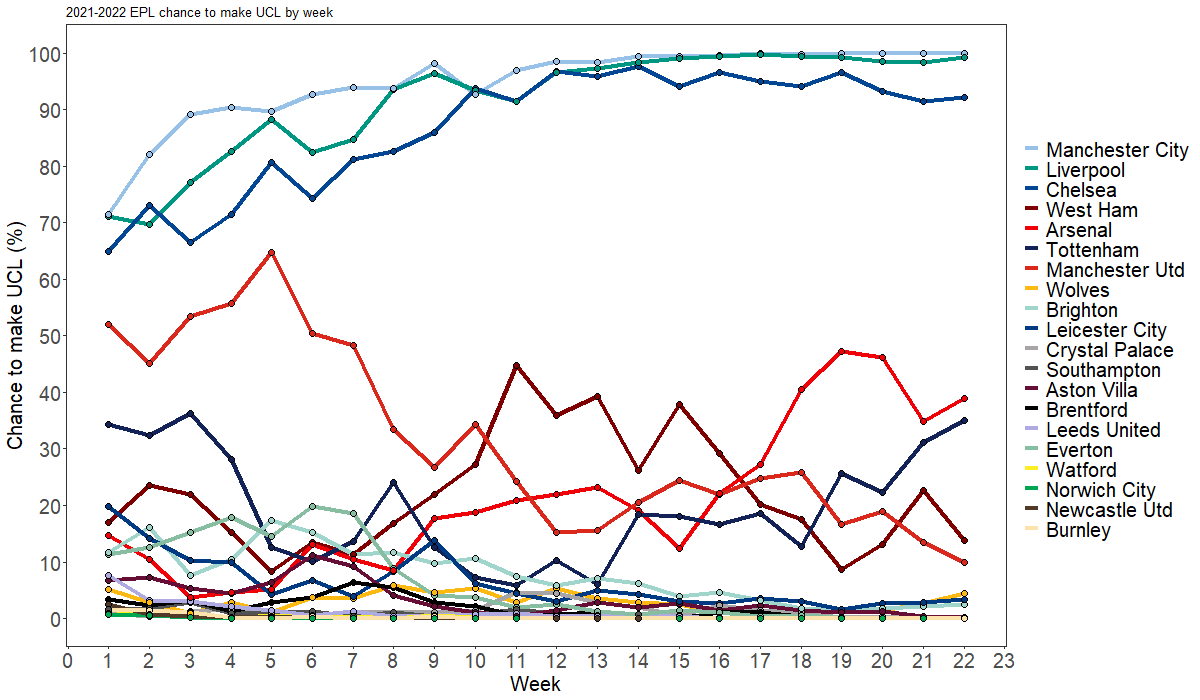 2021-2022 EPL chance to make UCL by week
Chance to make UCL (%)
100
90
80
70
60
50
40
30
20
10
0
0 1 2 3 4 5 6 7 8 9 10 11 12 13 14 15 16 17 18 19 20 21 22 23
Week
Manchester City
Liverpool
Chelsea
West Ham
Arsenal
Tottenham
Manchester Utd
Wolves
Brighton
Leicester City
Crystal Palace
Southampton
Aston Villa
Brentford
Leeds United
Everton
Watford
Norwich City
Newcastle Utd
Burnley